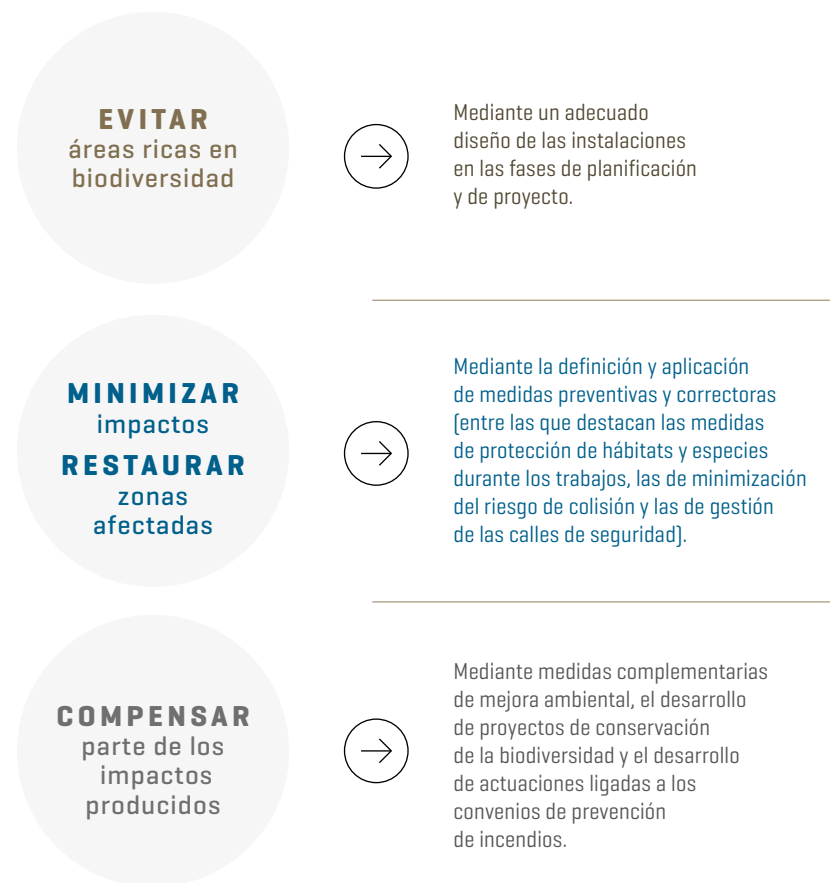 EVITAR
áreas ricas en
biodiversidad
Mediante un adecuado
diseño de las instalaciones
en las fases de planificación
y de proyecto.
MINIMIZAR
impactos
RESTAURAR
zonas
afectadas
Mediante la definición y aplicación
de medidas preventivas y correctoras
(entre las que destacan las medidas
de protección de hábitats y especies
durante los trabajos, las de minimización
del riesgo de colisión y las de gestión
de las calles de seguridad).
COMPENSAR
parte de los
impactos
producidos
Mediante medidas complementarias
de mejora ambiental, el desarrollo
de proyectos de conservación
de la biodiversidad y el desarrollo
de actuaciones ligadas a los
convenios de prevención
de incendios.